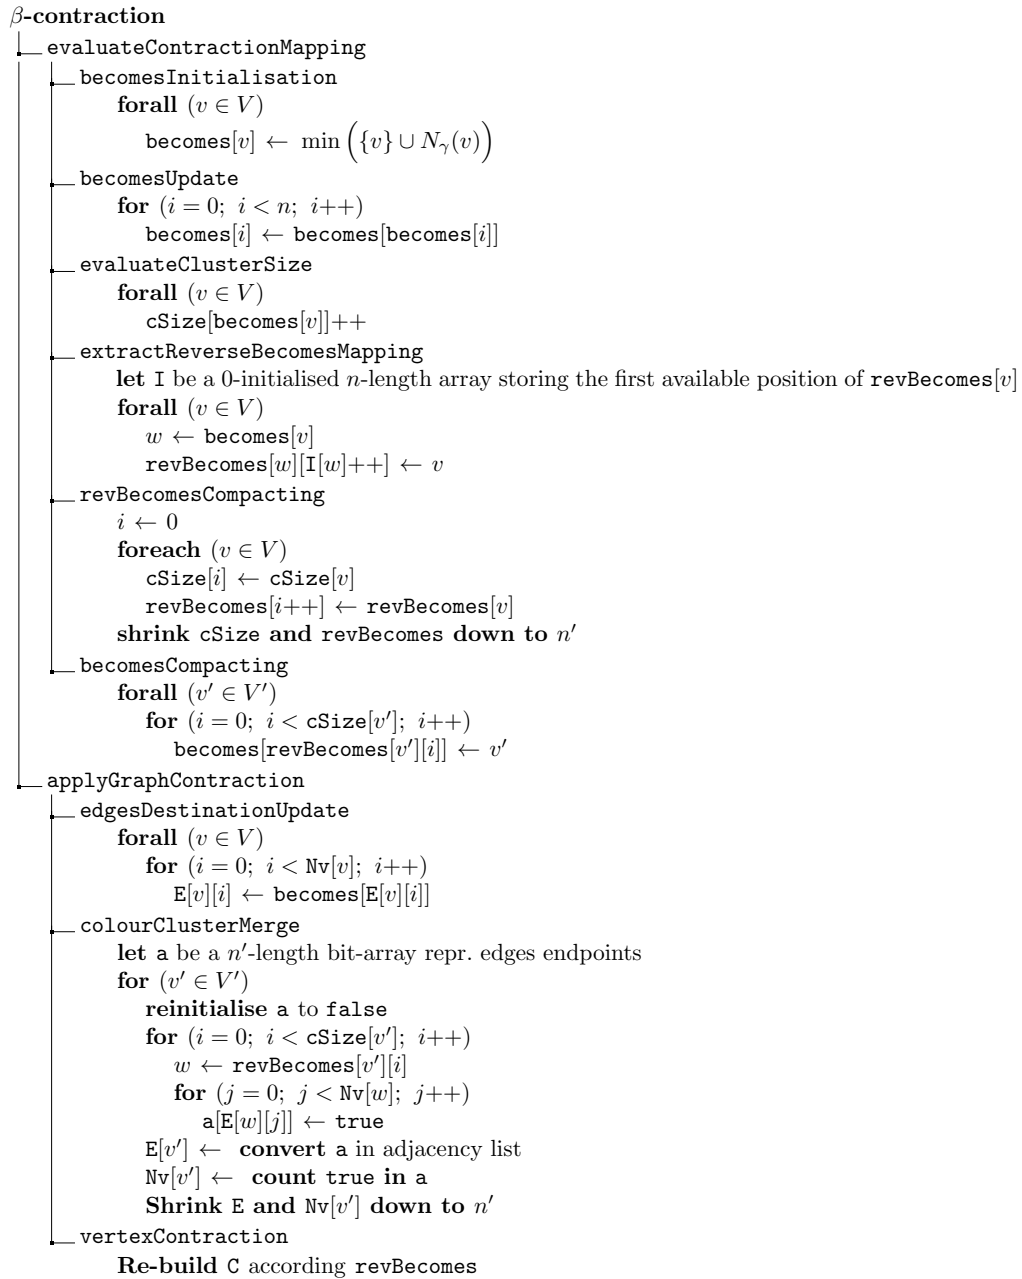 β-contraction
evaluateContractionMapping
becomesInitialisation
forall (v ∈ V)
becomes[v] ← min ({v} ∪ Nγ(v))
becomesUpdate
for (i = 0; i < n; i++)
becomes[i] ← becomes[becomes[i]]
evaluateClusterSize
forall (v ∈ V)
cSize[becomes[v]]++
extractReverseBecomesMapping
let I be a 0-initialised n-length array storing the first available position of revBecomes[v]
forall (v ∈ V)
w ← becomes[v]
revBecomes[w][I[w]++] ← v
revBecomesCompacting
i ← 0
foreach (v ∈ V)
cSize[i] ← cSize[v]
revBecomes[i++] ← revBecomes[v]
shrink cSize and revBecomes down to n′
becomesCompacting
forall (v′ ∈ V′)
for (i = 0; i < cSize[v′]; i++)
becomes[revBecomes[v′][i]] ← v′
applyGraphContraction
edgesDestinationUpdate
forall (v ∈ V)
for (i = 0; i < Nv[v]; i++)
E[v][i] ← becomes[E[v][i]]
colourClusterMerge
let a be a n′-length bit-array repr. edges endpoints
for (v′ ∈ V′)
reinitialise a to false
for (i = 0; i < cSize[v′]; i++)
w ← revBecomes[v′][i]
for (j = 0; j < Nv[w]; j++)
a[E[w][j]] ← true
E[v′] ← convert a in adjacency list
Nv[v′] ← count true in a
Shrink E and Nv[v′] down to n′
vertexContraction
Re-build C according revBecomes